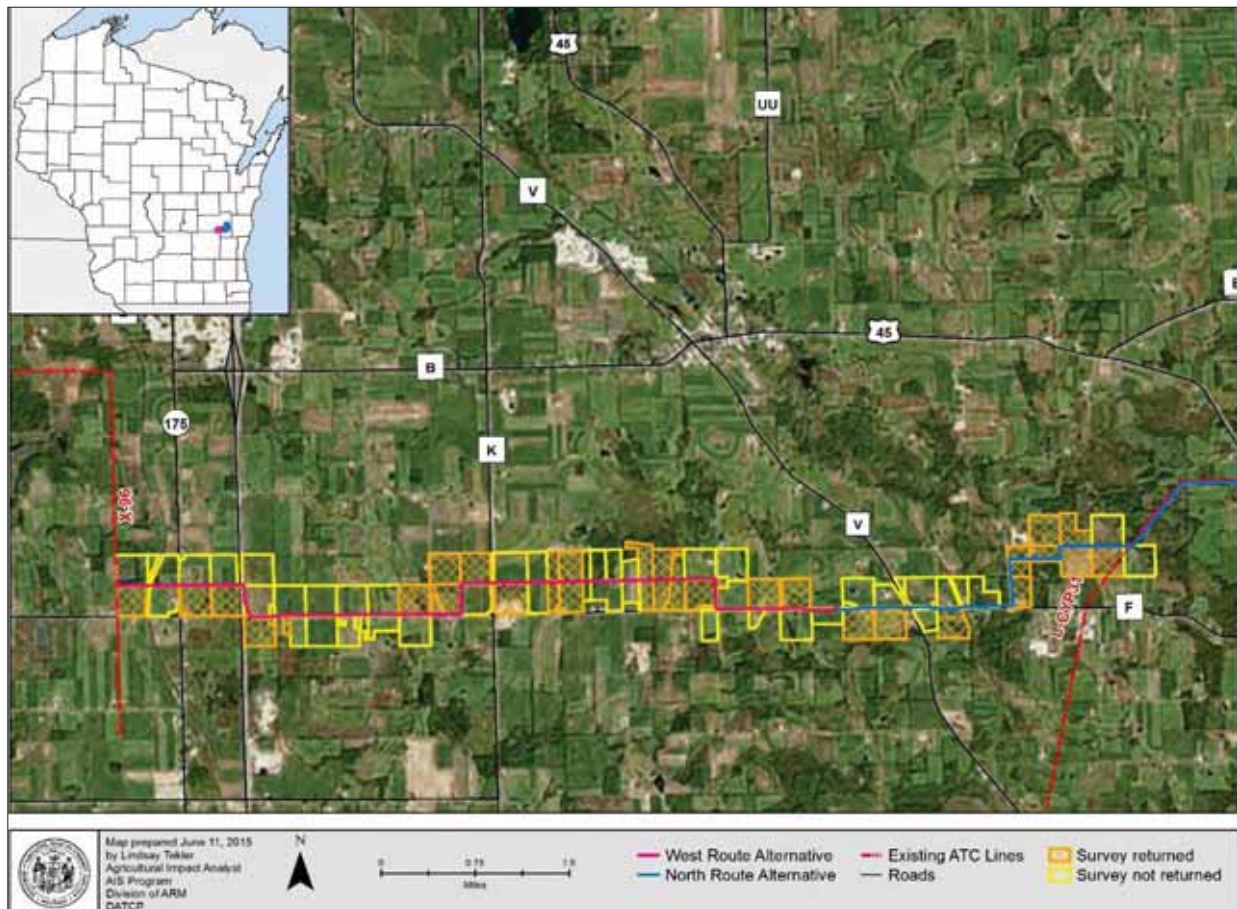 45
UU
V
45
B
175
K
X-96
V
F
Map prepared June 11, 2015
by Lindsay Tekler
Agricultural Impact Analyst
AIS Program
Division of ARM
DATCP
N
0 0.75 1.5
Miles
West Route Alternative
North Route Alternative
Existing ATC Lines
Roads
Survey returned
Survey not returned